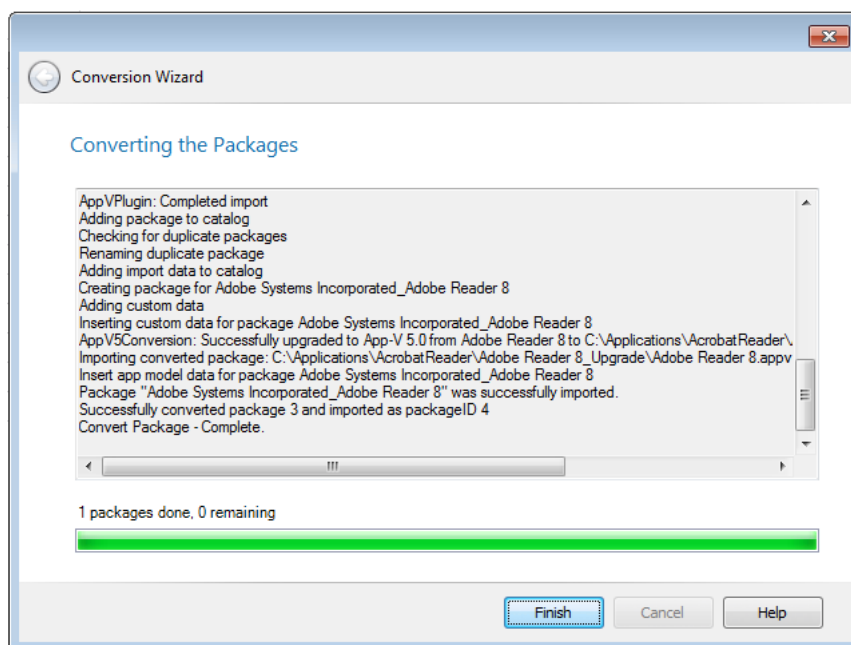 Conversion Wizard
Converting the Packages
AppVPlugin: Completed import
Adding package to catalog
Checking for duplicate packages
Renaming duplicate package
Adding import data to catalog
Creating package for Adobe Systems Incorporated_Adobe Reader 8
Adding custom data
Inserting custom data for package Adobe Systems Incorporated_Adobe Reader 8
AppV5Conversion: Successfully upgraded to App-V 5.0 from Adobe Reader 8 to C:\Applications\AcrobatReader\
Importing converted package: C:\Applications\AcrobatReader\Adobe Reader 8_Upgrade\Adobe Reader 8.appv
Insert app model data for package Adobe Systems Incorporated_Adobe Reader 8
Package "Adobe Systems Incorporated_Adobe Reader 8" was successfully imported.
Successfully converted package 3 and imported as packageID 4
Convert Package - Complete.
1 packages done, 0 remaining
Finish Cancel Help